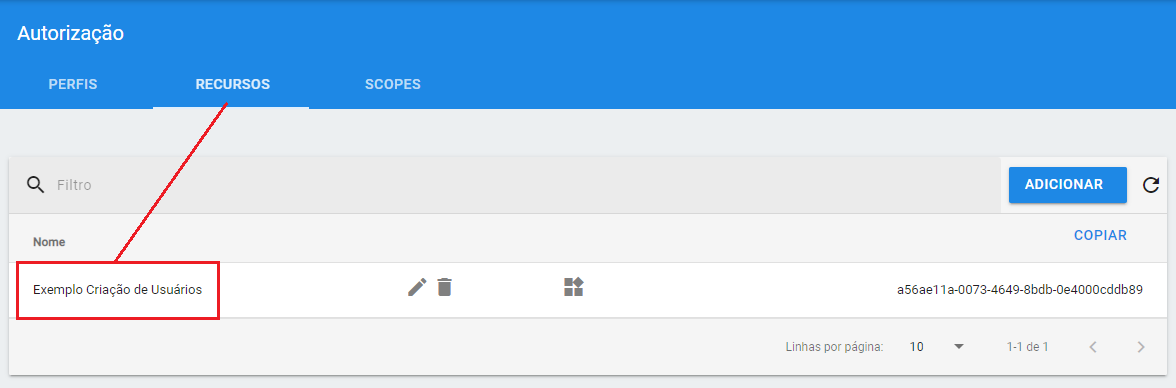 Autorização
PERFIS RECURSOS SCOPES
Filtro ADICIONAR
Nome COPIAR
Exemplo Criação de Usuários a56ae11a-0073-4649-8bdb-0e4000cddb89
Linhas por página: 10 1-1 de 1